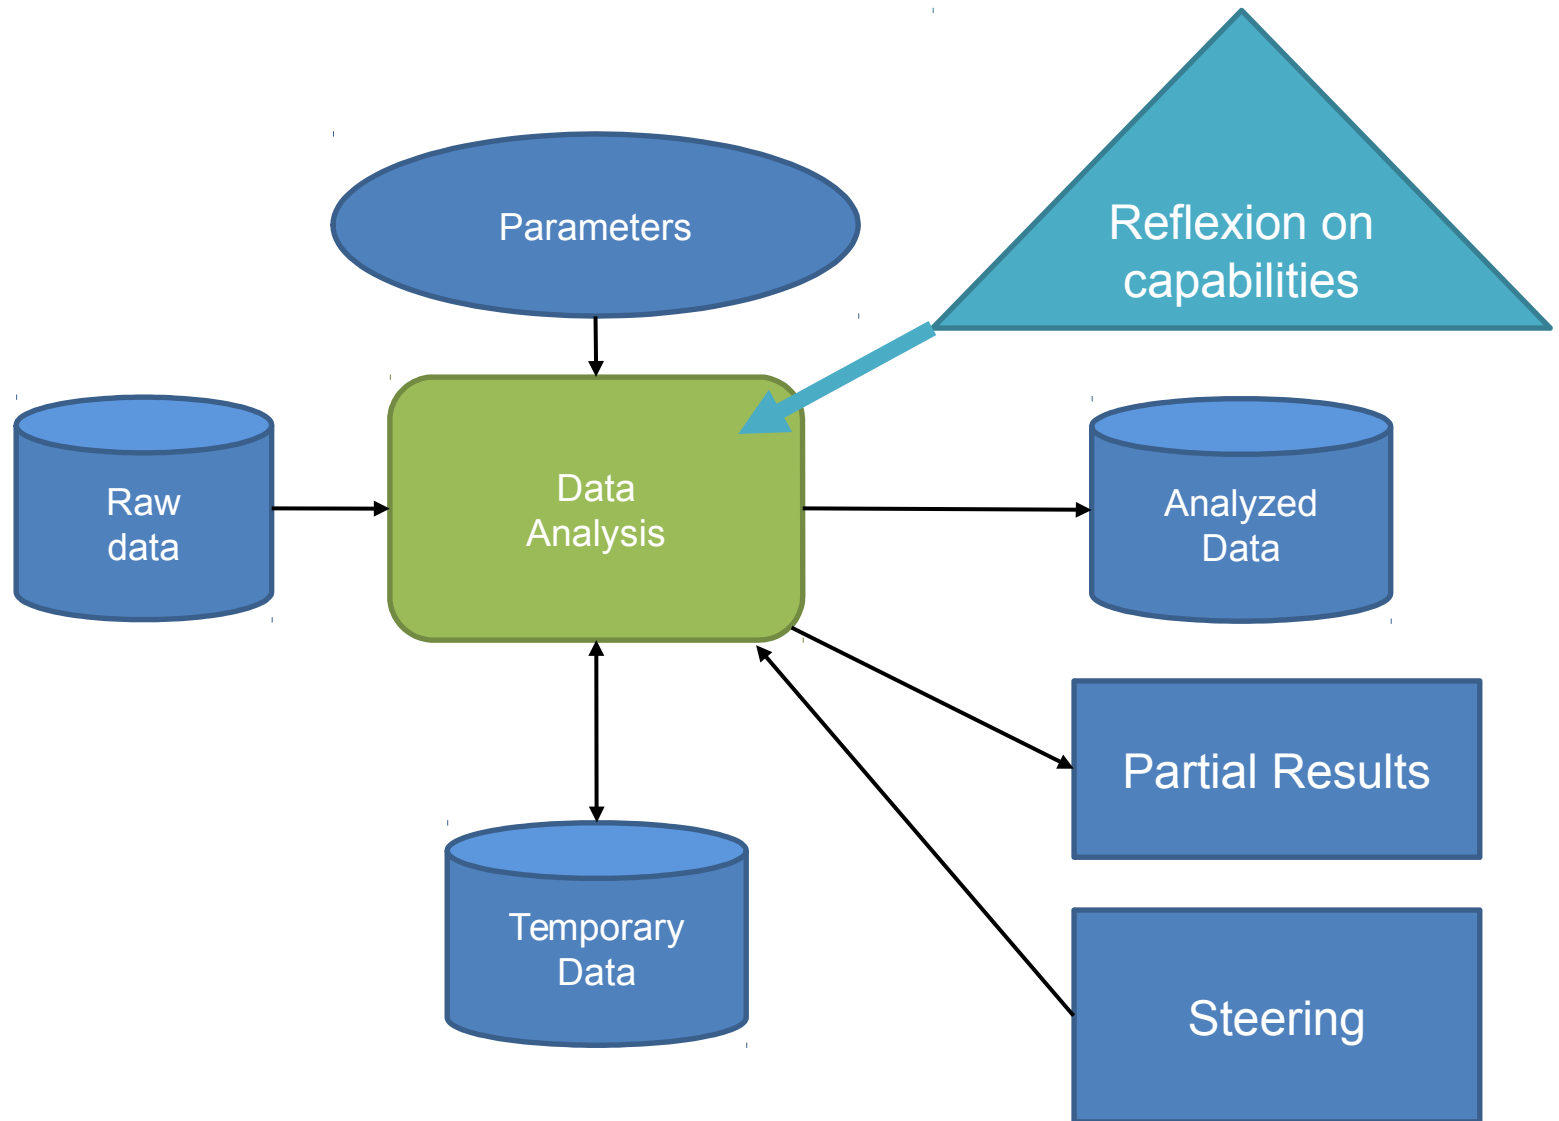 Parameters
Reflexion on
capabilities
Raw
data
Data
Analysis
Analyzed
Data
Partial Results
Temporary
Data
Steering